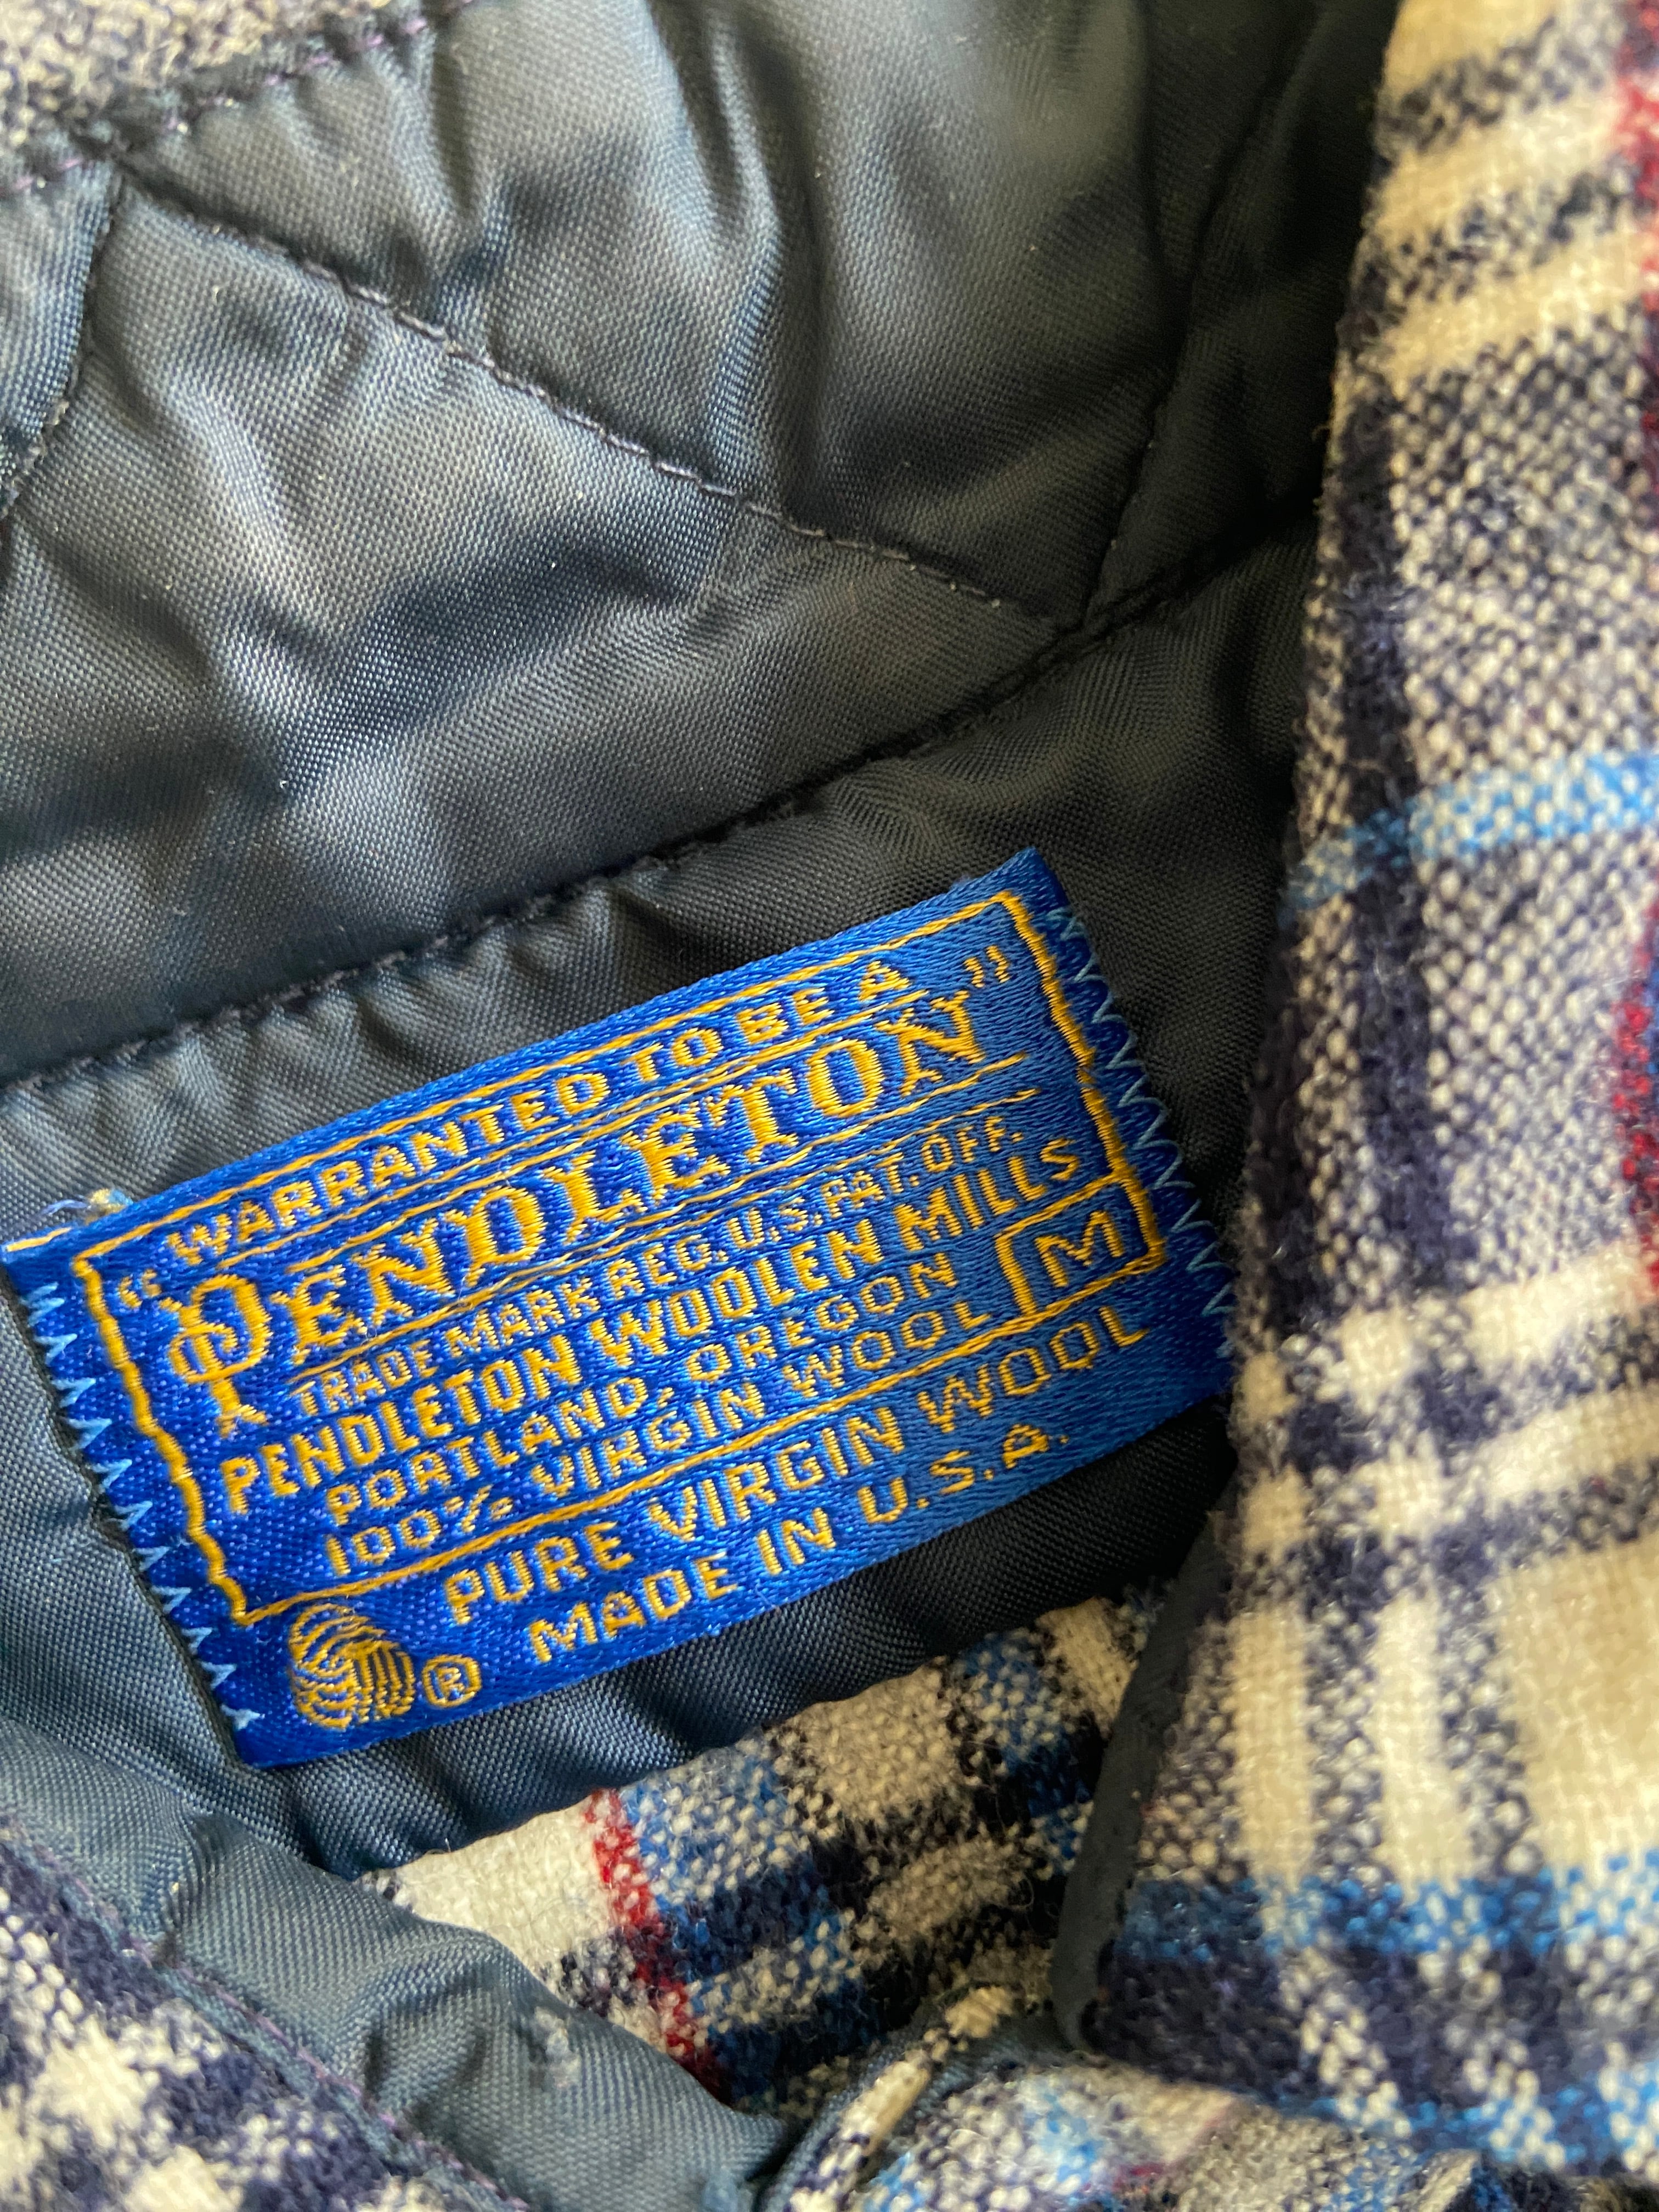 "WARRANTED TO BE A
PENDLETON"
TRADE MARK REG. U.S. PAT. OFF.
PENDLETON WOOLEN MILLS
PORTLAND, OREGON
100% VIRGIN WOOL M
PURE VIRGIN WOOL
® MADE IN U.S.A.